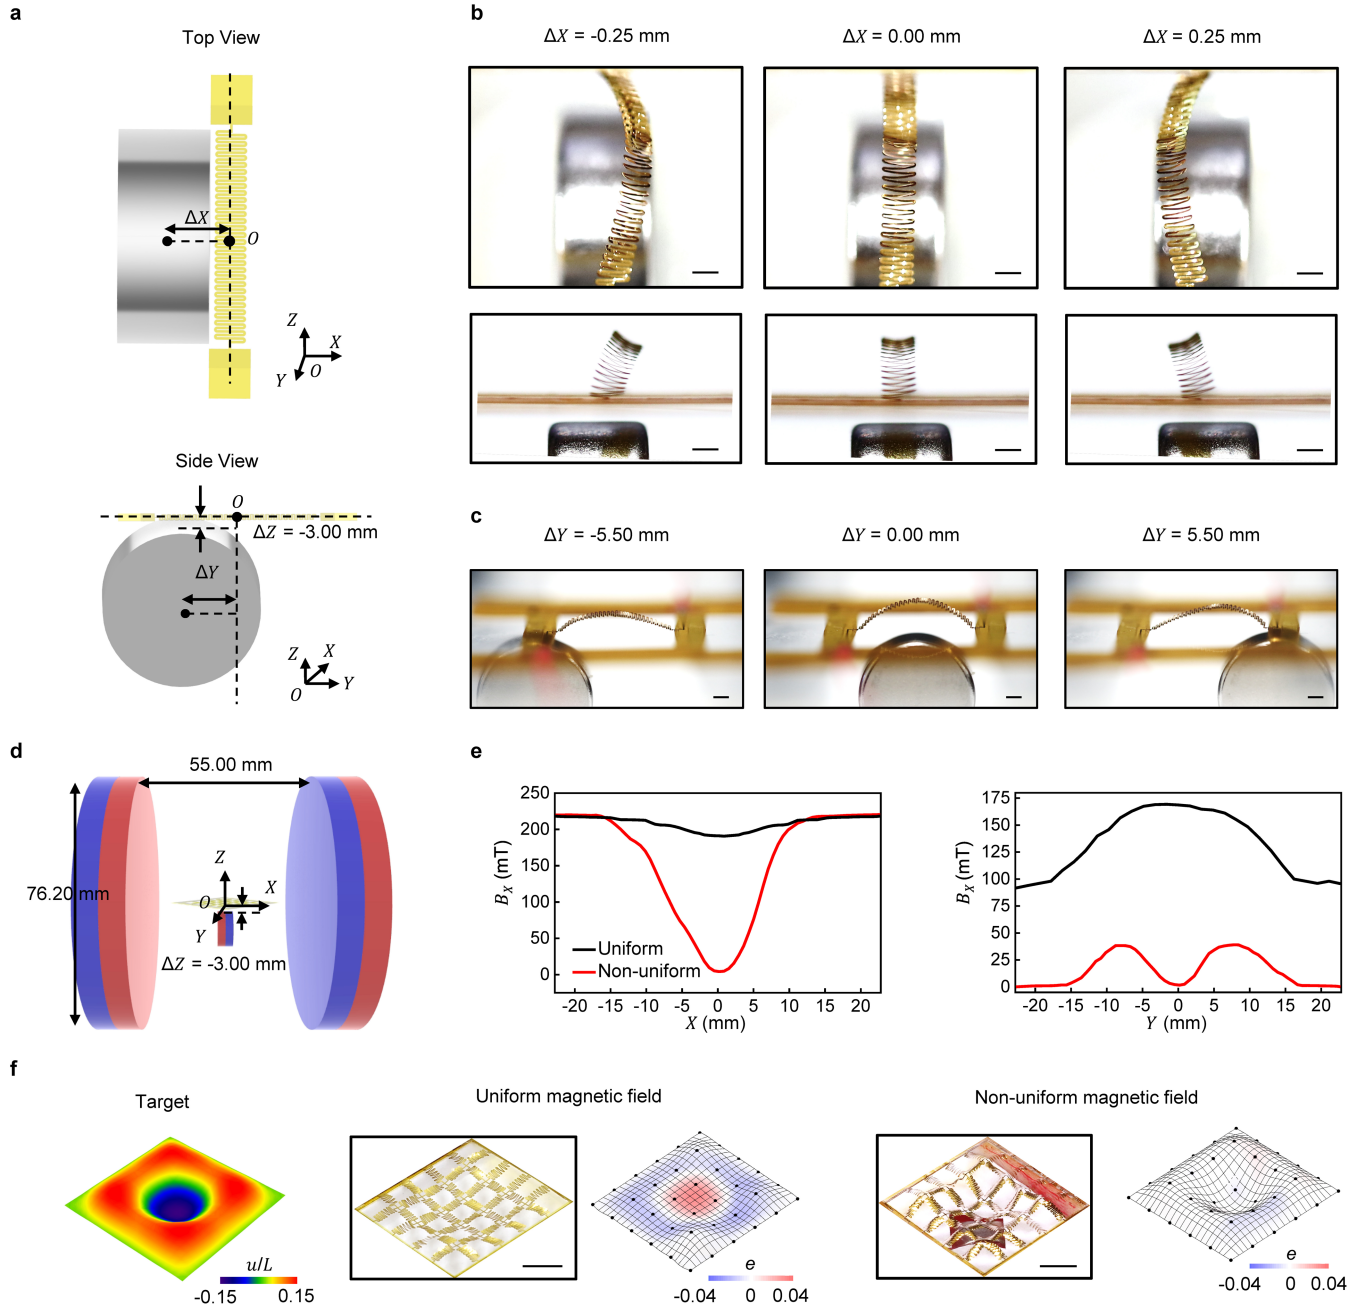 a
Top View
ΔX
O
Z
X
Y
O
Side View
O
ΔZ = -3.00 mm
ΔY
Z
X
O
Y
b
ΔX = -0.25 mm
ΔX = 0.00 mm
ΔX = 0.25 mm
c
ΔY = -5.50 mm
ΔY = 0.00 mm
ΔY = 5.50 mm
d
55.00 mm
76.20 mm
Z
X
O
Y
ΔZ = -3.00 mm
e
250
200
150
100
50
0
B_X (mT)
Uniform
Non-uniform
-20 -15 -10 -5 0 5 10 15 20
X (mm)
175
150
125
100
75
50
25
0
B_X (mT)
-20 -15 -10 -5 0 5 10 15 20
Y (mm)
f
Target
u/L
-0.15 0.15
Uniform magnetic field
e
-0.04 0 0.04
Non-uniform magnetic field
e
-0.04 0 0.04